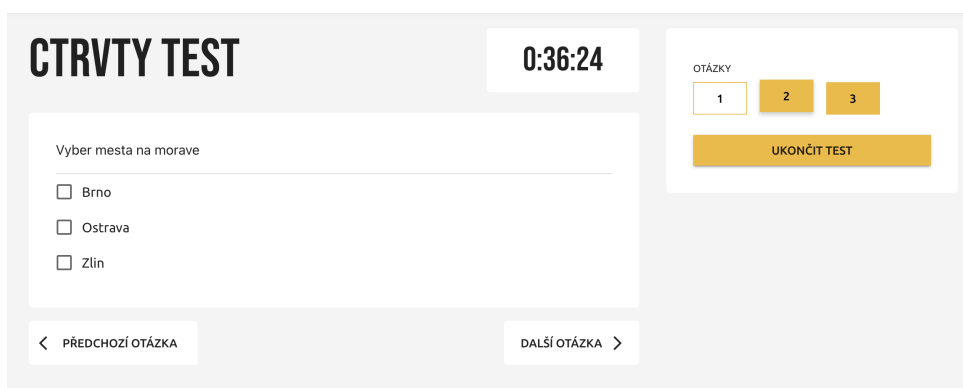 CTRVTY TEST
0:36:24
Vyber mesta na morave
Brno
Ostrava
Zlin
PŘEDCHOZÍ OTÁZKA
DALŠÍ OTÁZKA
OTÁZKY
1 2 3
UKONČIT TEST